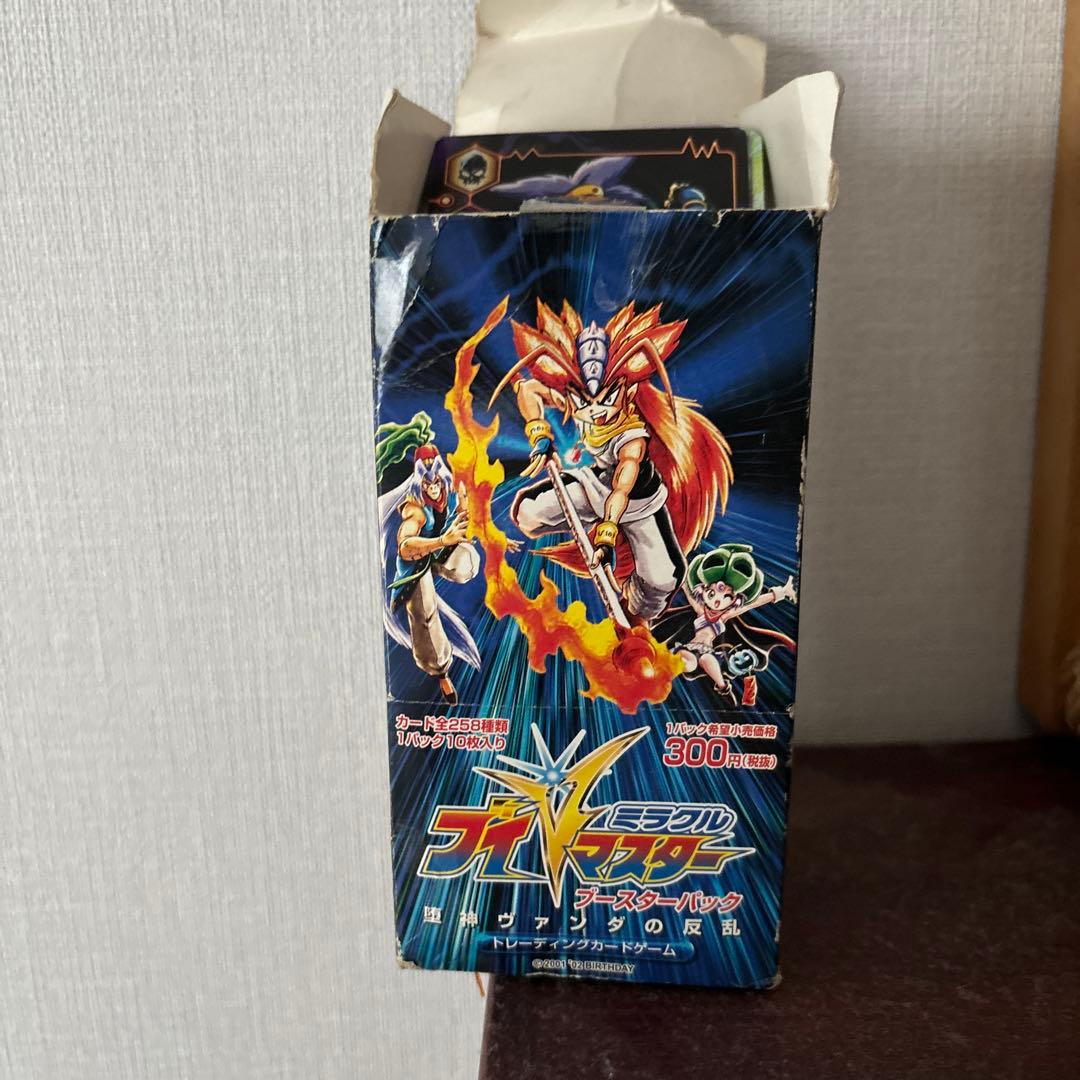 カード全258種類
1パック10枚入り
1パック希望小売価格
300円(税抜)
ミラクル
ブイVマスター
ブースターパック
堕神ヴァンダの反乱
トレーディングカードゲーム
©2001 '02 BIRTHDAY